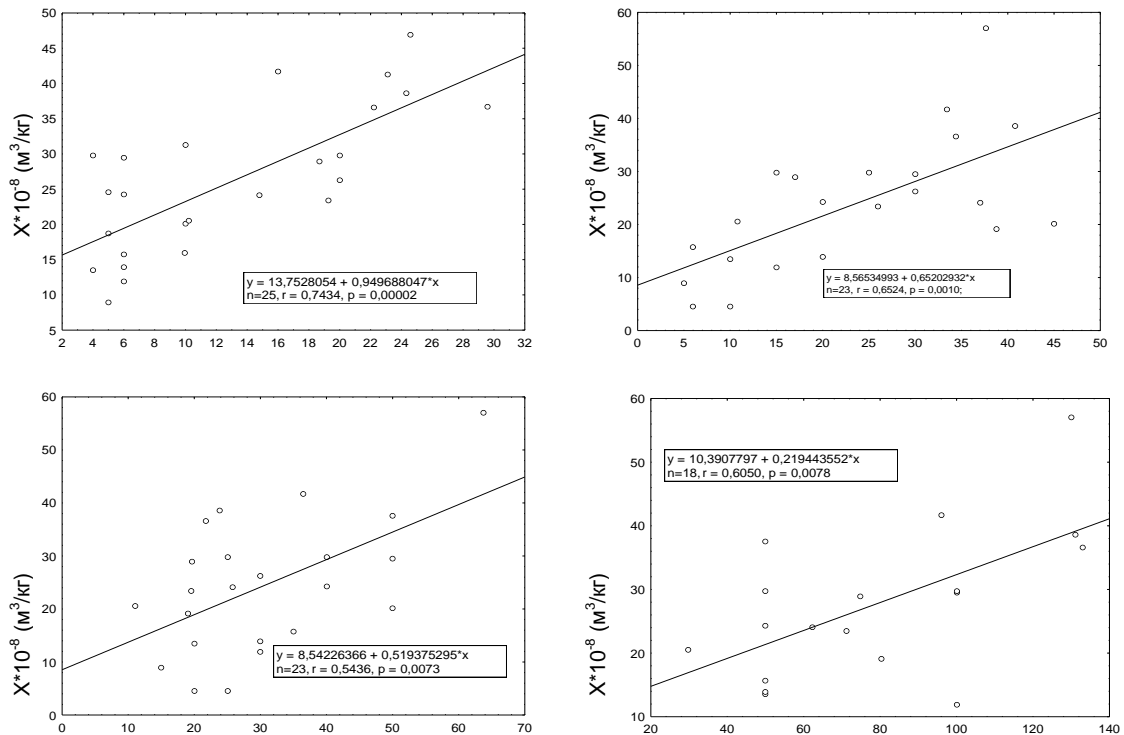 50
45
40
35
30
25
20
15
10
5
X*10⁻⁸ (м³/кг)
y = 13,7528054 + 0,949688047*x
n=25, r = 0,7434, p = 0,00002
2 4 6 8 10 12 14 16 18 20 22 24 26 28 30 32
60
50
40
30
20
10
0
X*10⁻⁸ (м³/кг)
y = 8,56534993 + 0,65202932*x
n=23, r = 0,6524, p = 0,0010;
0 5 10 15 20 25 30 35 40 45 50
60
50
40
30
20
10
0
X*10⁻⁸ (м³/кг)
y = 8,54226366 + 0,519375295*x
n=23, r = 0,5436, p = 0,0073
0 10 20 30 40 50 60 70
60
50
40
30
20
10
X*10⁻⁸ (м³/кг)
y = 10,3907797 + 0,219443552*x
n=18, r = 0,6050, p = 0,0078
20 40 60 80 100 120 140